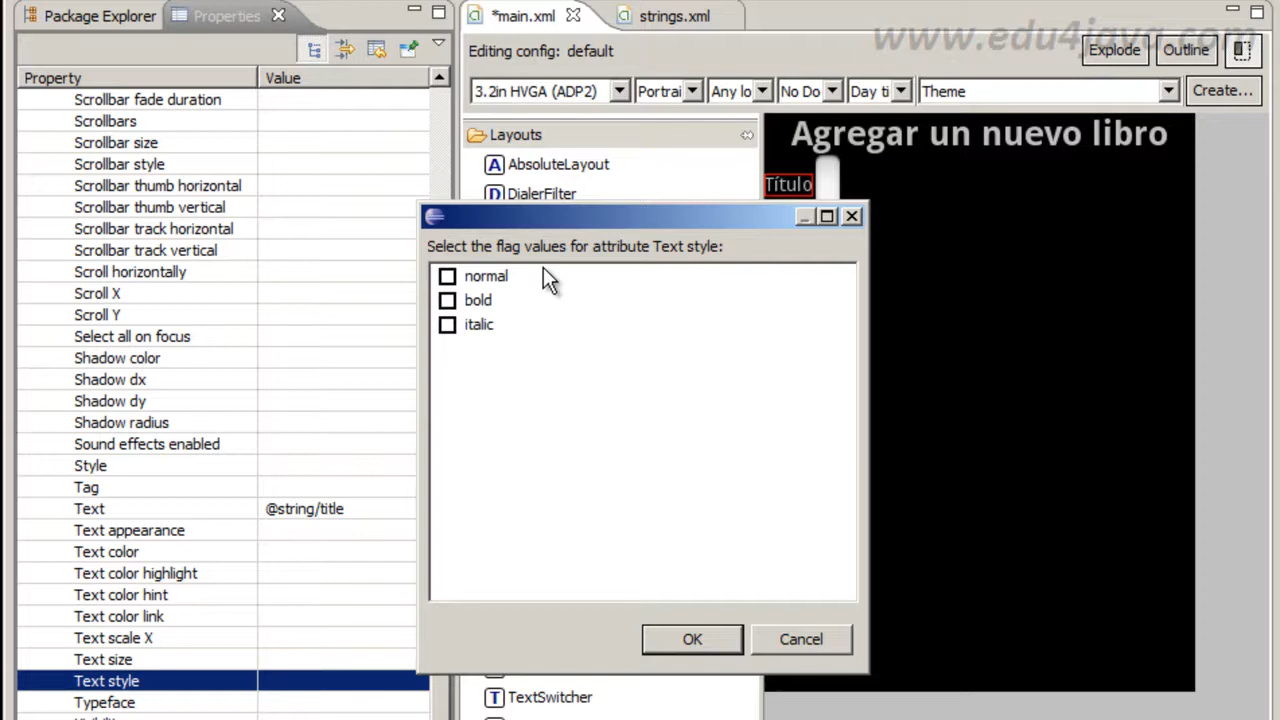 Package Explorer
Properties
*main.xml
strings.xml
www.edu4java.com
Editing config: default
Explode
Outline
Property
Value
3.2in HVGA (ADP2)
Portrai
Any lo
No Do
Day ti
Theme
Create...
Scrollbar fade duration
Scrollbars
Scrollbar size
Scrollbar style
Scrollbar thumb horizontal
Scrollbar thumb vertical
Scrollbar track horizontal
Scrollbar track vertical
Scroll horizontally
Scroll X
Scroll Y
Select all on focus
Shadow color
Shadow dx
Shadow dy
Shadow radius
Sound effects enabled
Style
Tag
Text
@string/title
Text appearance
Text color
Text color highlight
Text color hint
Text color link
Text scale X
Text size
Text style
Typeface
Layouts
A AbsoluteLayout
D DialerFilter
Agregar un nuevo libro
Título
Select the flag values for attribute Text style:
normal
bold
italic
OK
Cancel
T TextSwitcher